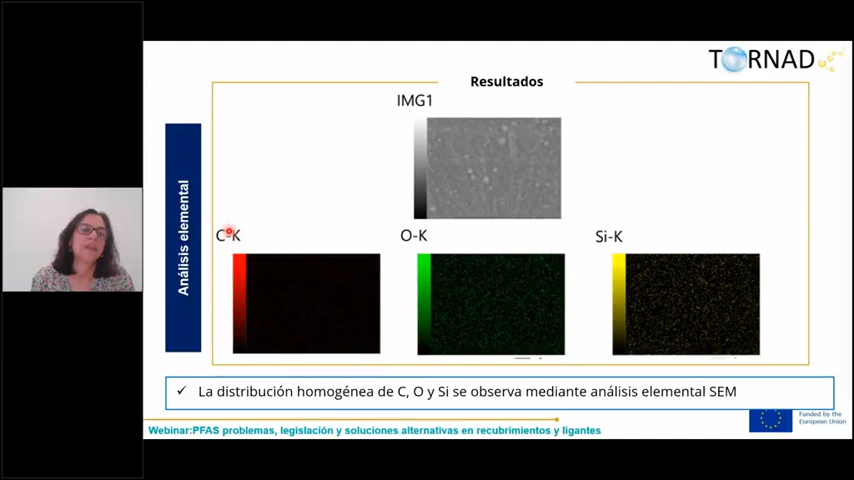 TORNAD
Resultados
IMG1
Análisis elemental
C-K
O-K
Si-K
✓ La distribución homogénea de C, O y Si se observa mediante análisis elemental SEM
Funded by the
European Union
Webinar:PFAS problemas, legislación y soluciones alternativas en recubrimientos y ligantes